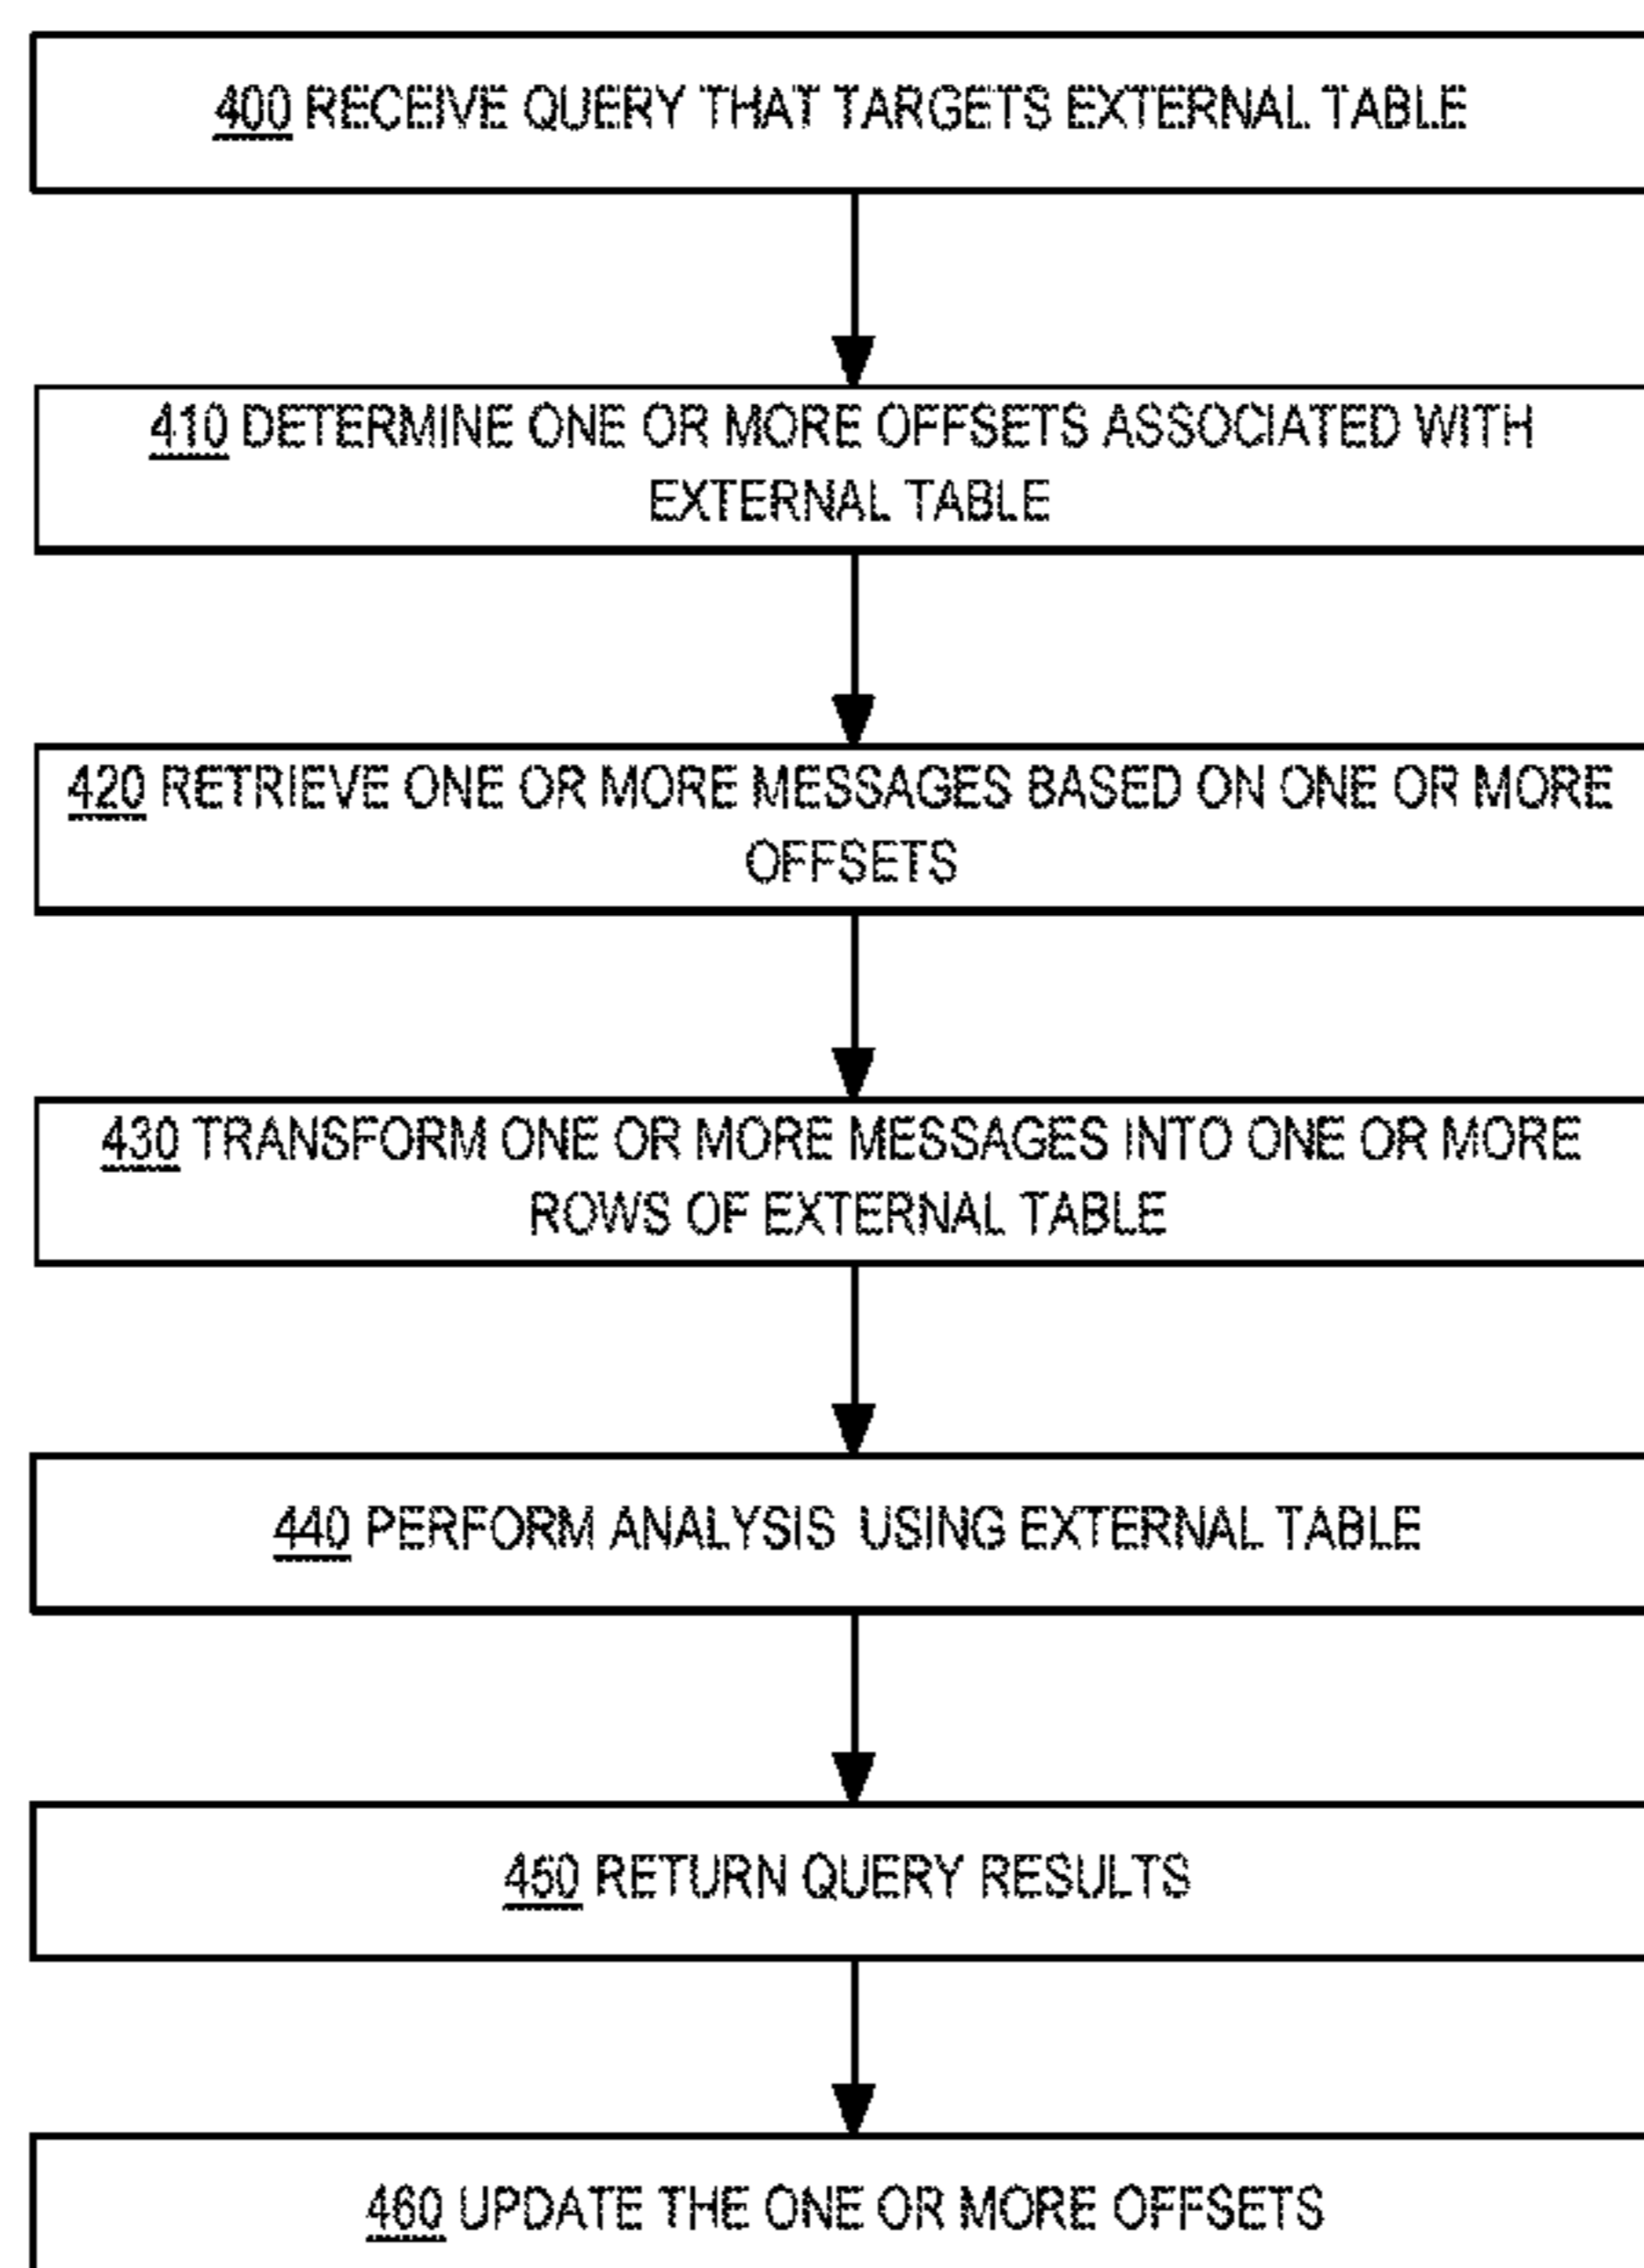 400 RECEIVE QUERY THAT TARGETS EXTERNAL TABLE
410 DETERMINE ONE OR MORE OFFSETS ASSOCIATED WITH
EXTERNAL TABLE
420 RETRIEVE ONE OR MORE MESSAGES BASED ON ONE OR MORE
OFFSETS
430 TRANSFORM ONE OR MORE MESSAGES INTO ONE OR MORE
ROWS OF EXTERNAL TABLE
440 PERFORM ANALYSIS USING EXTERNAL TABLE
450 RETURN QUERY RESULTS
460 UPDATE THE ONE OR MORE OFFSETS